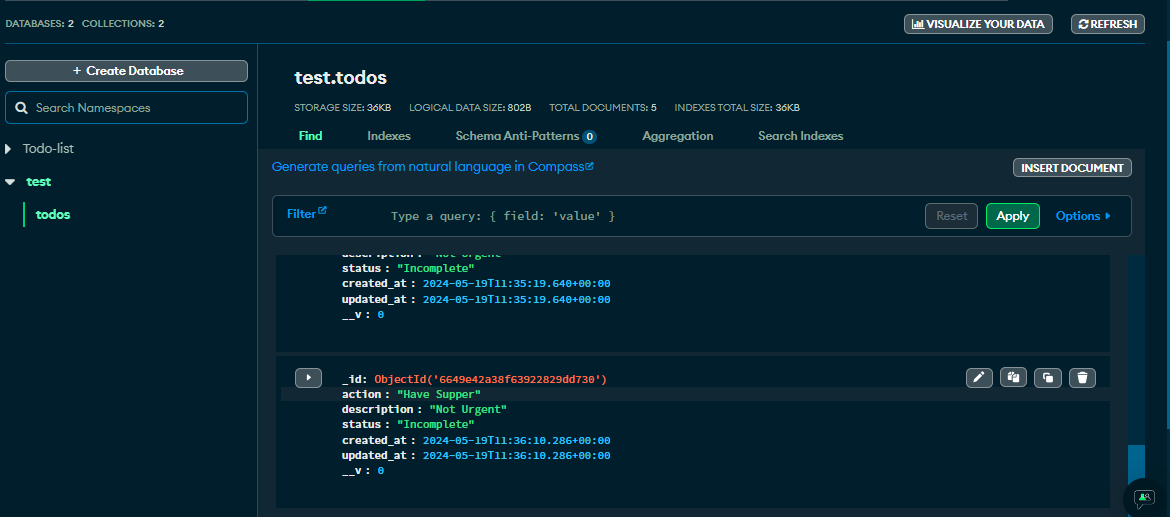 DATABASES: 2 COLLECTIONS: 2
VISUALIZE YOUR DATA
REFRESH
+ Create Database
Search Namespaces
Todo-list
test
todos
test.todos
STORAGE SIZE: 36KB LOGICAL DATA SIZE: 802B TOTAL DOCUMENTS: 5 INDEXES TOTAL SIZE: 36KB
Find Indexes Schema Anti-Patterns 0 Aggregation Search Indexes
Generate queries from natural language in Compass
INSERT DOCUMENT
Filter
Type a query: { field: 'value' }
Reset
Apply
Options
description : "Not Urgent"
status : "Incomplete"
created_at : 2024-05-19T11:35:19.640+00:00
updated_at : 2024-05-19T11:35:19.640+00:00
__v : 0
_id: ObjectId('6649e42a38f63922829dd730')
action : "Have Supper"
description : "Not Urgent"
status : "Incomplete"
created_at : 2024-05-19T11:36:10.286+00:00
updated_at : 2024-05-19T11:36:10.286+00:00
__v : 0